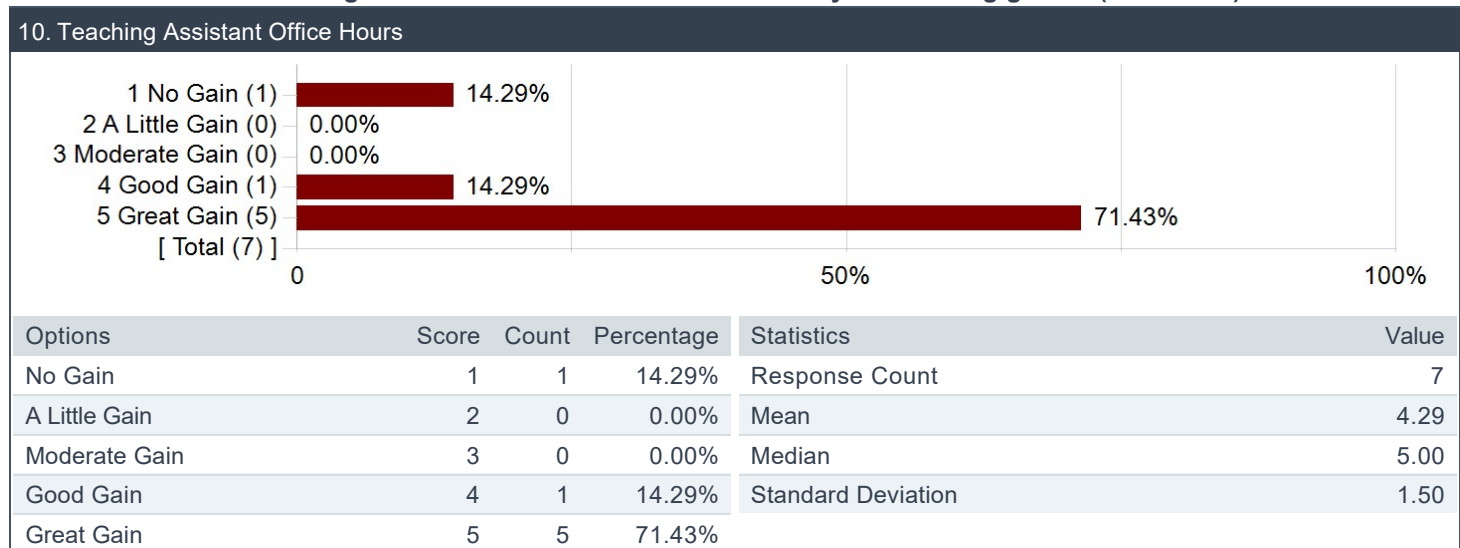 10. Teaching Assistant Office Hours
1 No Gain (1) 14.29%
2 A Little Gain (0) 0.00%
3 Moderate Gain (0) 0.00%
4 Good Gain (1) 14.29%
5 Great Gain (5) 71.43%
[ Total (7) ]
0 50% 100%
Options Score Count Percentage Statistics Value
No Gain 1 1 14.29% Response Count 7
A Little Gain 2 0 0.00% Mean 4.29
Moderate Gain 3 0 0.00% Median 5.00
Good Gain 4 1 14.29% Standard Deviation 1.50
Great Gain 5 5 71.43%